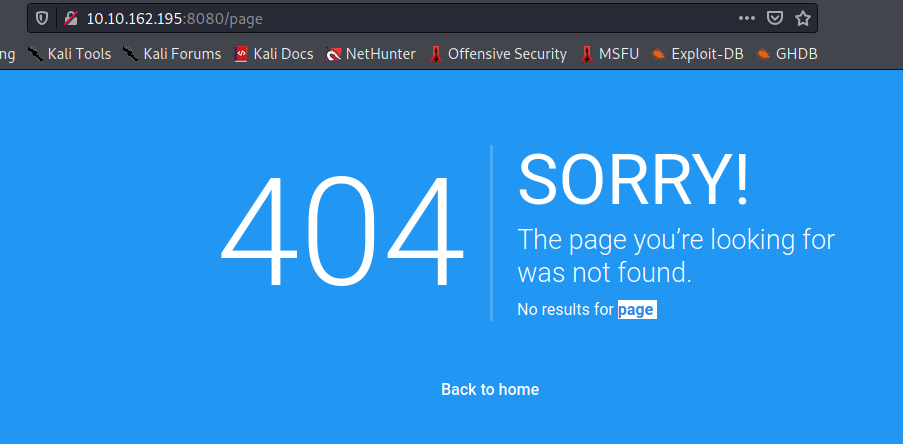 10.10.162.195:8080/page
ng Kali Tools Kali Forums Kali Docs NetHunter Offensive Security MSFU Exploit-DB GHDB
404
SORRY!
The page you’re looking for
was not found.
No results for page
Back to home